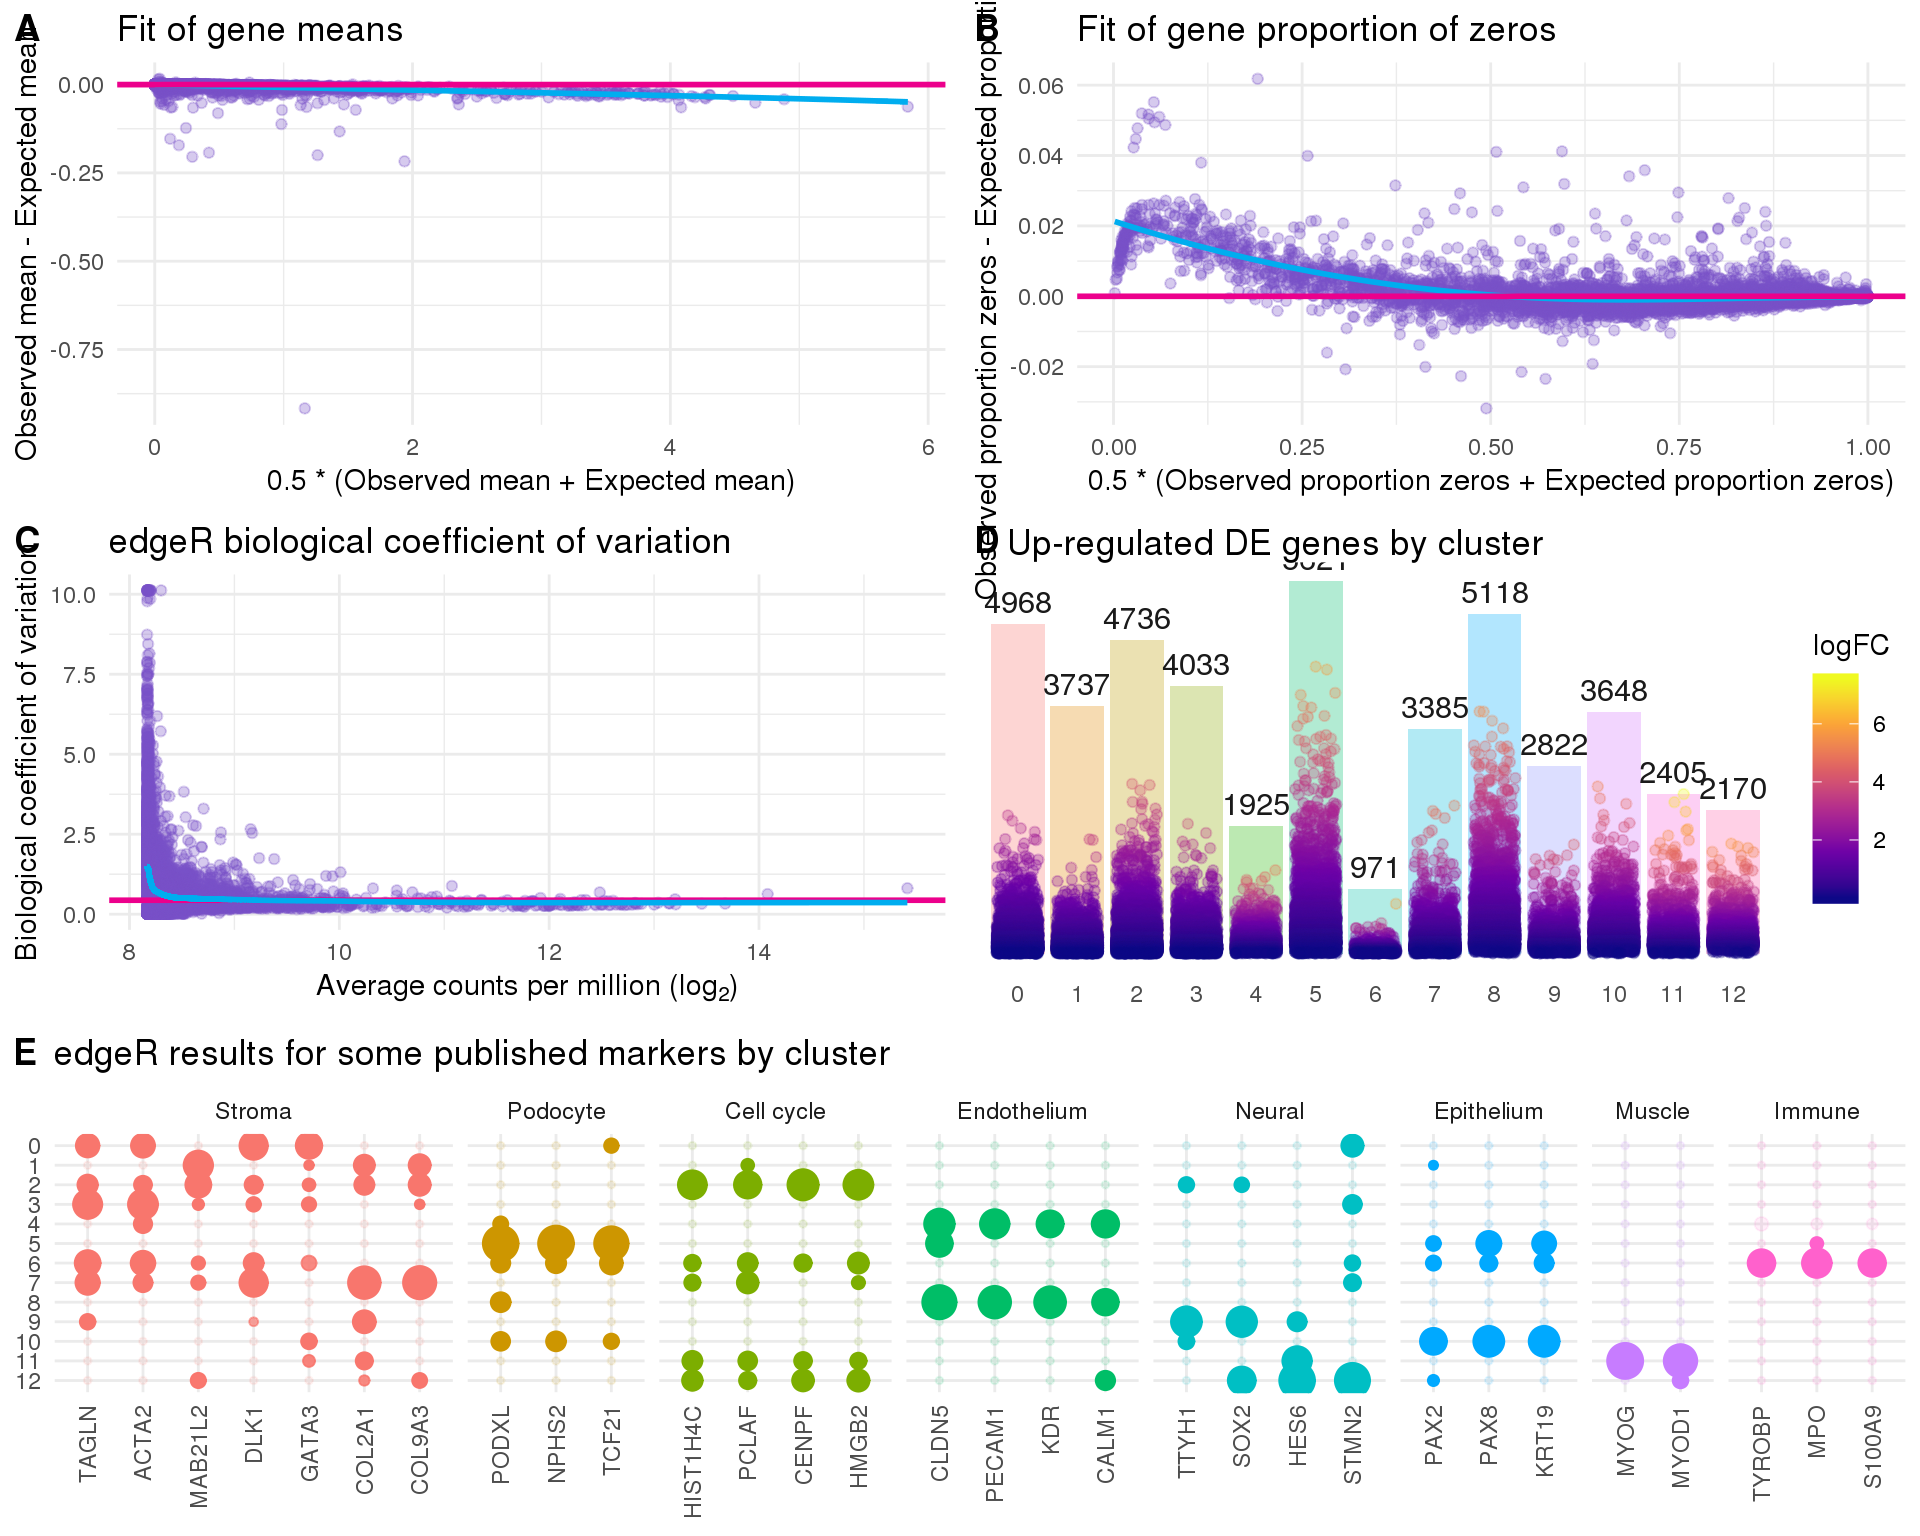 A
Fit of gene means
Observed mean - Expected mean
0.00
-0.25
-0.50
-0.75
0
2
4
6
0.5 * (Observed mean + Expected mean)
B
Fit of gene proportion of zeros
Observed proportion zeros - Expected
0.06
0.04
0.02
0.00
-0.02
0.00
0.25
0.50
0.75
1.00
0.5 * (Observed proportion zeros + Expected proportion zeros)
C
edgeR biological coefficient of variation
Biological coefficient of variation
10.0
7.5
5.0
2.5
0.0
8
10
12
14
Average counts per million (log₂)
D
Up-regulated DE genes by cluster
4968
3737
4736
4033
1925
971
3385
5118
2822
3648
2405
2170
0
1
2
3
4
5
6
7
8
9
10
11
12
logFC
6
4
2
E
edgeR results for some published markers by cluster
Stroma
Podocyte
Cell cycle
Endothelium
Neural
Epithelium
Muscle
Immune
0
1
2
3
4
5
6
7
8
9
10
11
12
TAGLN
ACTA2
MAB21L2
DLK1
GATA3
COL2A1
COL9A3
PODXL
NPHS2
TCF21
HIST1H4C
PCLAF
CENPF
HMGB2
CLDN5
PECAM1
KDR
CALM1
TTYH1
SOX2
HES6
STMN2
PAX2
PAX8
KRT19
MYOG
MYOD1
TYROBP
MPO
S100A9